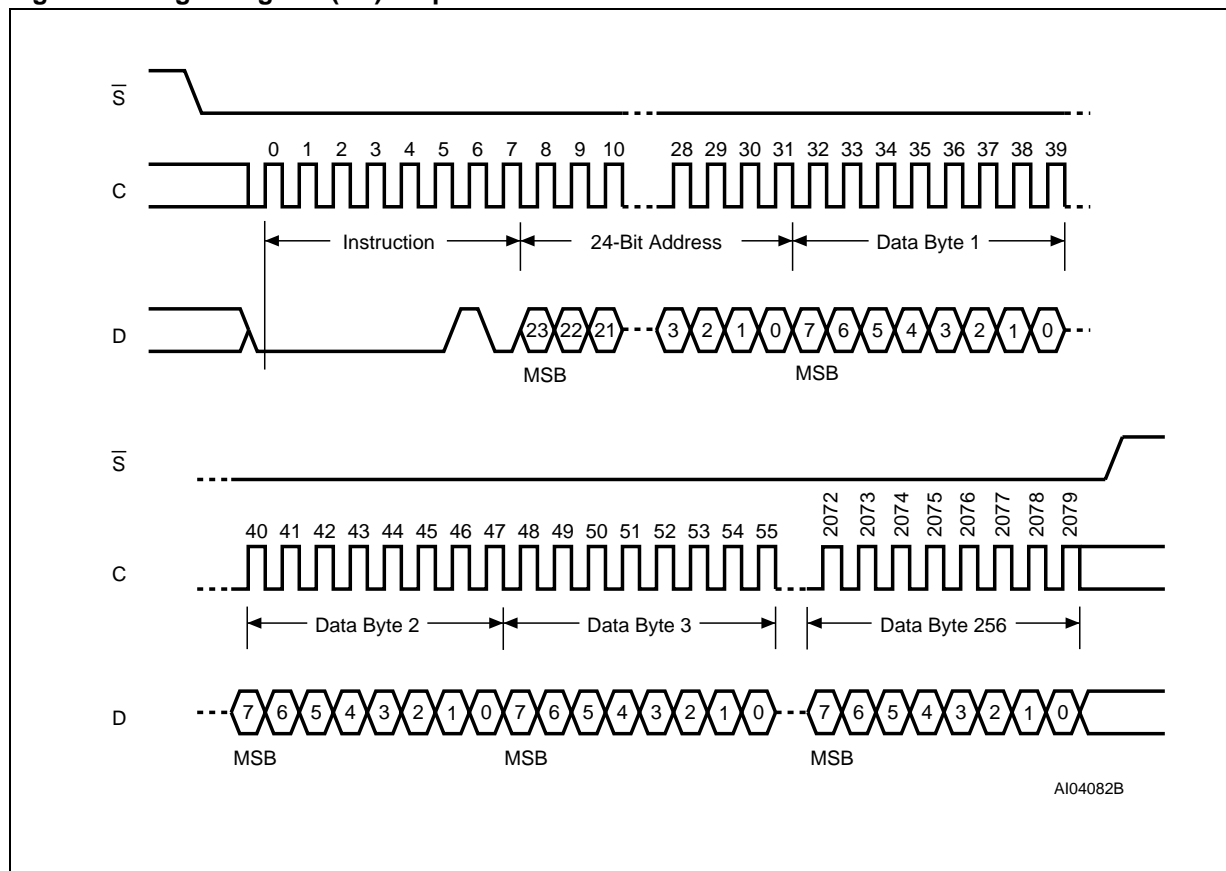 S̅
0 1 2 3 4 5 6 7 8 9 10 28 29 30 31 32 33 34 35 36 37 38 39
C
Instruction 24-Bit Address Data Byte 1
D 23 22 21 3 2 1 0 7 6 5 4 3 2 1 0
MSB MSB
S̅
2072 2073 2074 2075 2076 2077 2078 2079
40 41 42 43 44 45 46 47 48 49 50 51 52 53 54 55
C
Data Byte 2 Data Byte 3 Data Byte 256
D 7 6 5 4 3 2 1 0 7 6 5 4 3 2 1 0 7 6 5 4 3 2 1 0
MSB MSB MSB
AI04082B